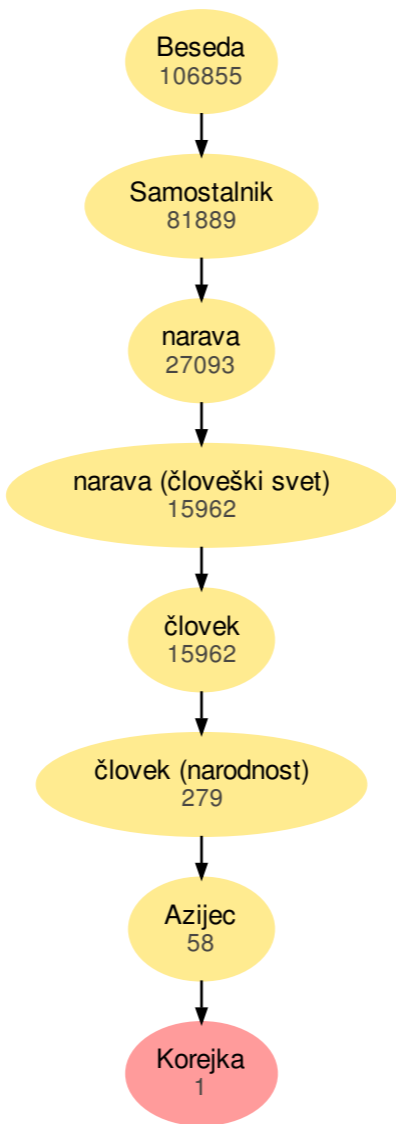 Beseda
106855
Samostalnik
81889
narava
27093
narava (človeški svet)
15962
človek
15962
človek (narodnost)
279
Azijec
58
Korejka
1